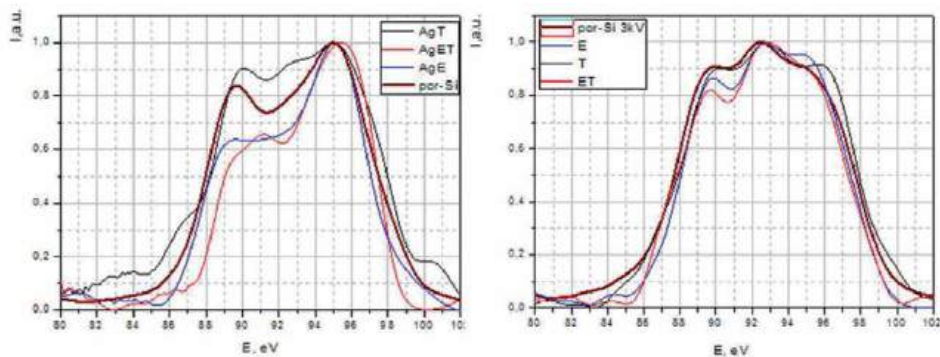 I,a.u.
1,0
0,8
0,6
0,4
0,2
0,0
AgT
AgET
AgE
por-Si
80 82 84 86 88 90 92 94 96 98 100 10
E, eV
I,a.u.
1,0
0,8
0,6
0,4
0,2
0,0
por-Si 3kV
E
T
ET
80 82 84 86 88 90 92 94 96 98 100 102
E, eV